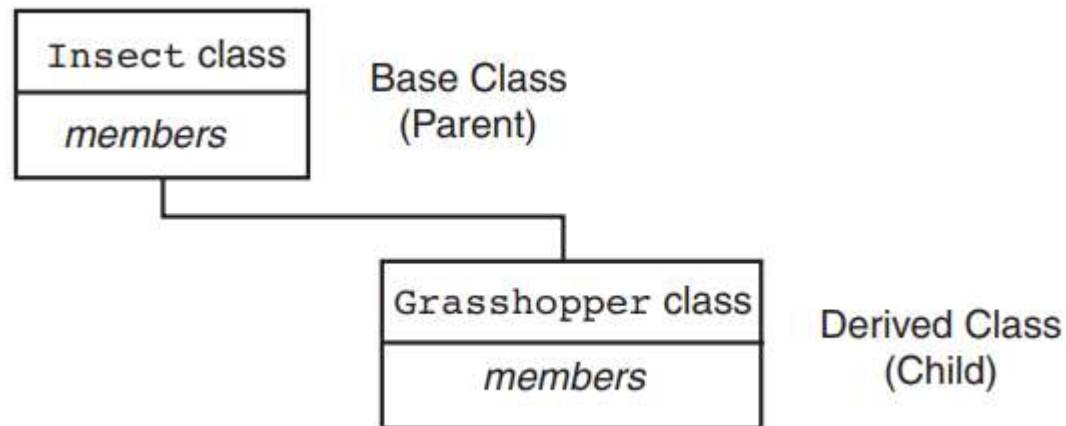 Insect class
members
Base Class
(Parent)
Grasshopper class
members
Derived Class
(Child)